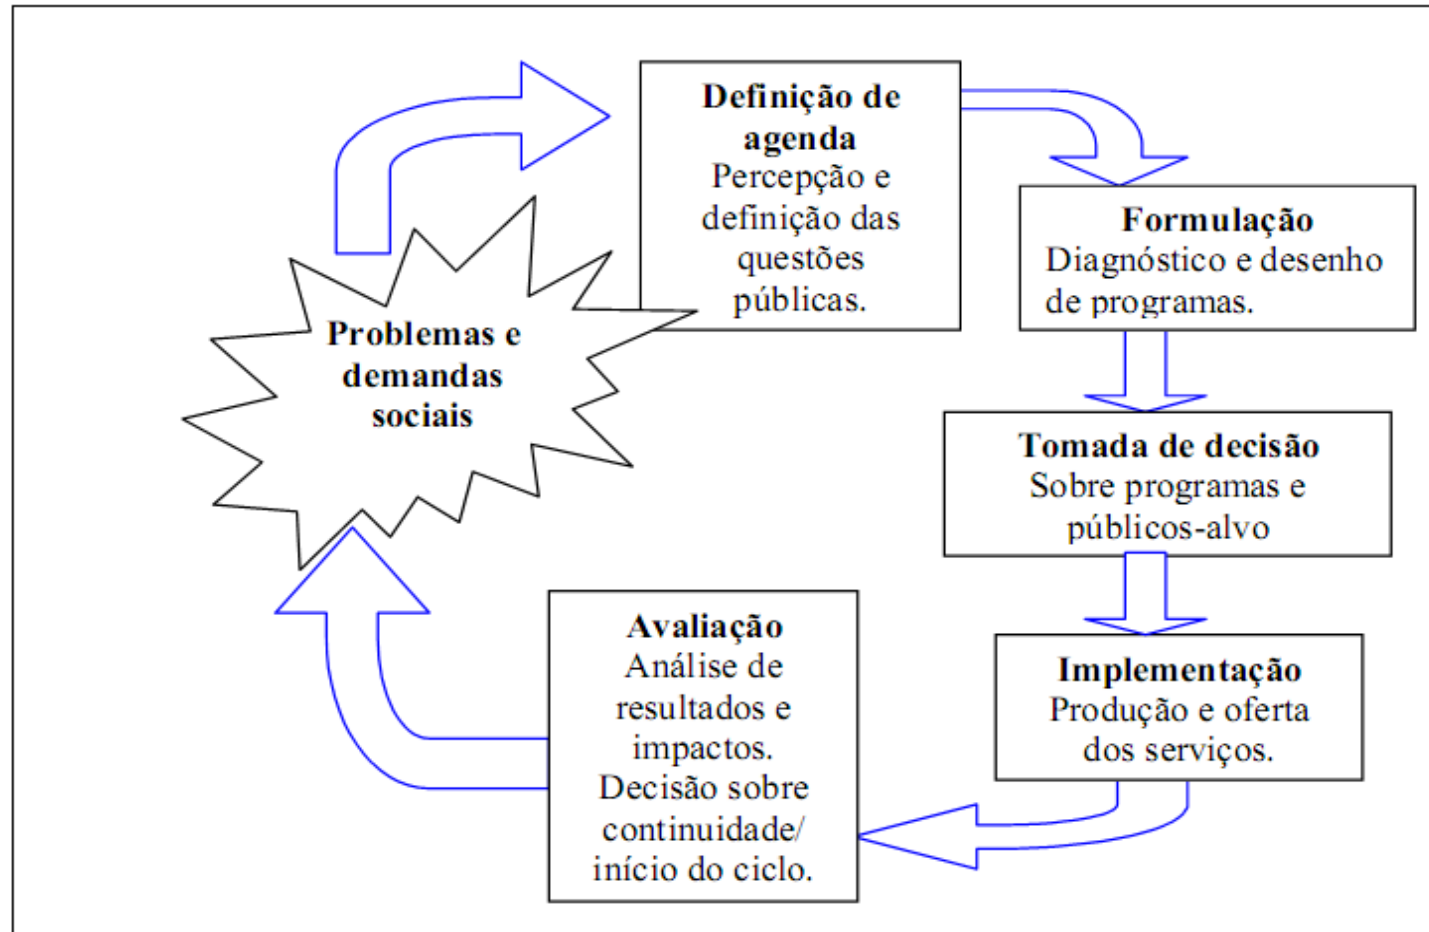 Definição de
agenda
Percepção e
definição das
questões
públicas.
Formulação
Diagnóstico e desenho
de programas.
Problemas e
demandas
sociais
Tomada de decisão
Sobre programas e
públicos-alvo
Avaliação
Análise de
resultados e
impactos.
Decisão sobre
continuidade/
início do ciclo.
Implementação
Produção e oferta
dos serviços.